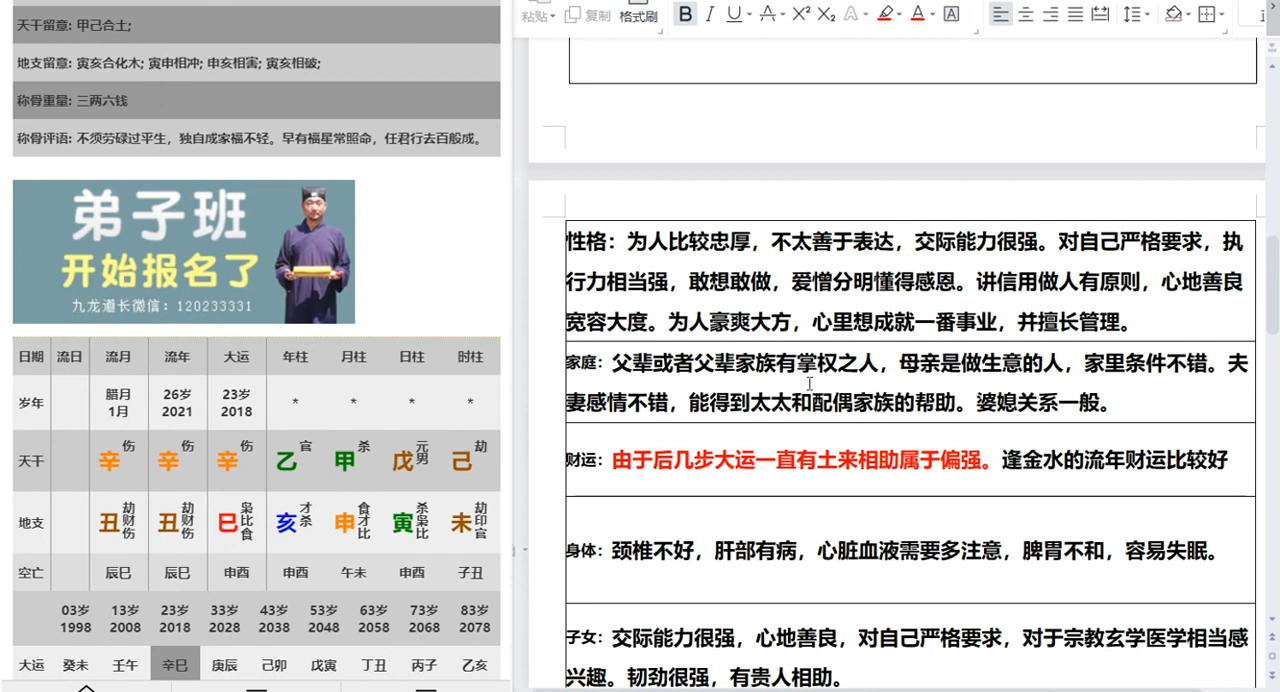 天干留意: 甲己合土;
地支留意: 寅亥合化木; 寅申相冲; 申亥相害; 寅亥相破;
称骨重量: 三两六钱
称骨评语: 不须劳碌过平生，独自成家福不轻。早有福星常照命，任君行去百般成。
弟子班
开始报名了
九龙道长微信：120233331
日期 流日 流月 流年 大运 年柱 月柱 日柱 时柱
岁年 腊月 1月 26岁 2021 23岁 2018 * * * *
天干 辛 伤 辛 伤 辛 伤 乙 官 甲 杀 戊 元男 己 劫
地支 丑 劫财伤 丑 劫财伤 巳 枭比食 亥 才杀 申 食才比 寅 杀枭比 未 劫印官
空亡 辰巳 辰巳 申酉 申酉 午未 申酉 子丑
03岁 13岁 23岁 33岁 43岁 53岁 63岁 73岁 83岁
1998 2008 2018 2028 2038 2048 2058 2068 2078
大运 癸未 壬午 辛巳 庚辰 己卯 戊寅 丁丑 丙子 乙亥
粘贴 复制 格式刷 B I U A X² X₂ A A A
性格：为人比较忠厚，不太善于表达，交际能力很强。对自己严格要求，执
行力相当强，敢想敢做，爱憎分明懂得感恩。讲信用做人有原则，心地善良
宽容大度。为人豪爽大方，心里想成就一番事业，并擅长管理。
家庭：父辈或者父辈家族有掌权之人，母亲是做生意的人，家里条件不错。夫
妻感情不错，能得到太太和配偶家族的帮助。婆媳关系一般。
财运：由于后几步大运一直有土来相助属于偏强。逢金水的流年财运比较好
身体：颈椎不好，肝部有病，心脏血液需要多注意，脾胃不和，容易失眠。
子女：交际能力很强，心地善良，对自己严格要求，对于宗教玄学医学相当感
兴趣。韧劲很强，有贵人相助。